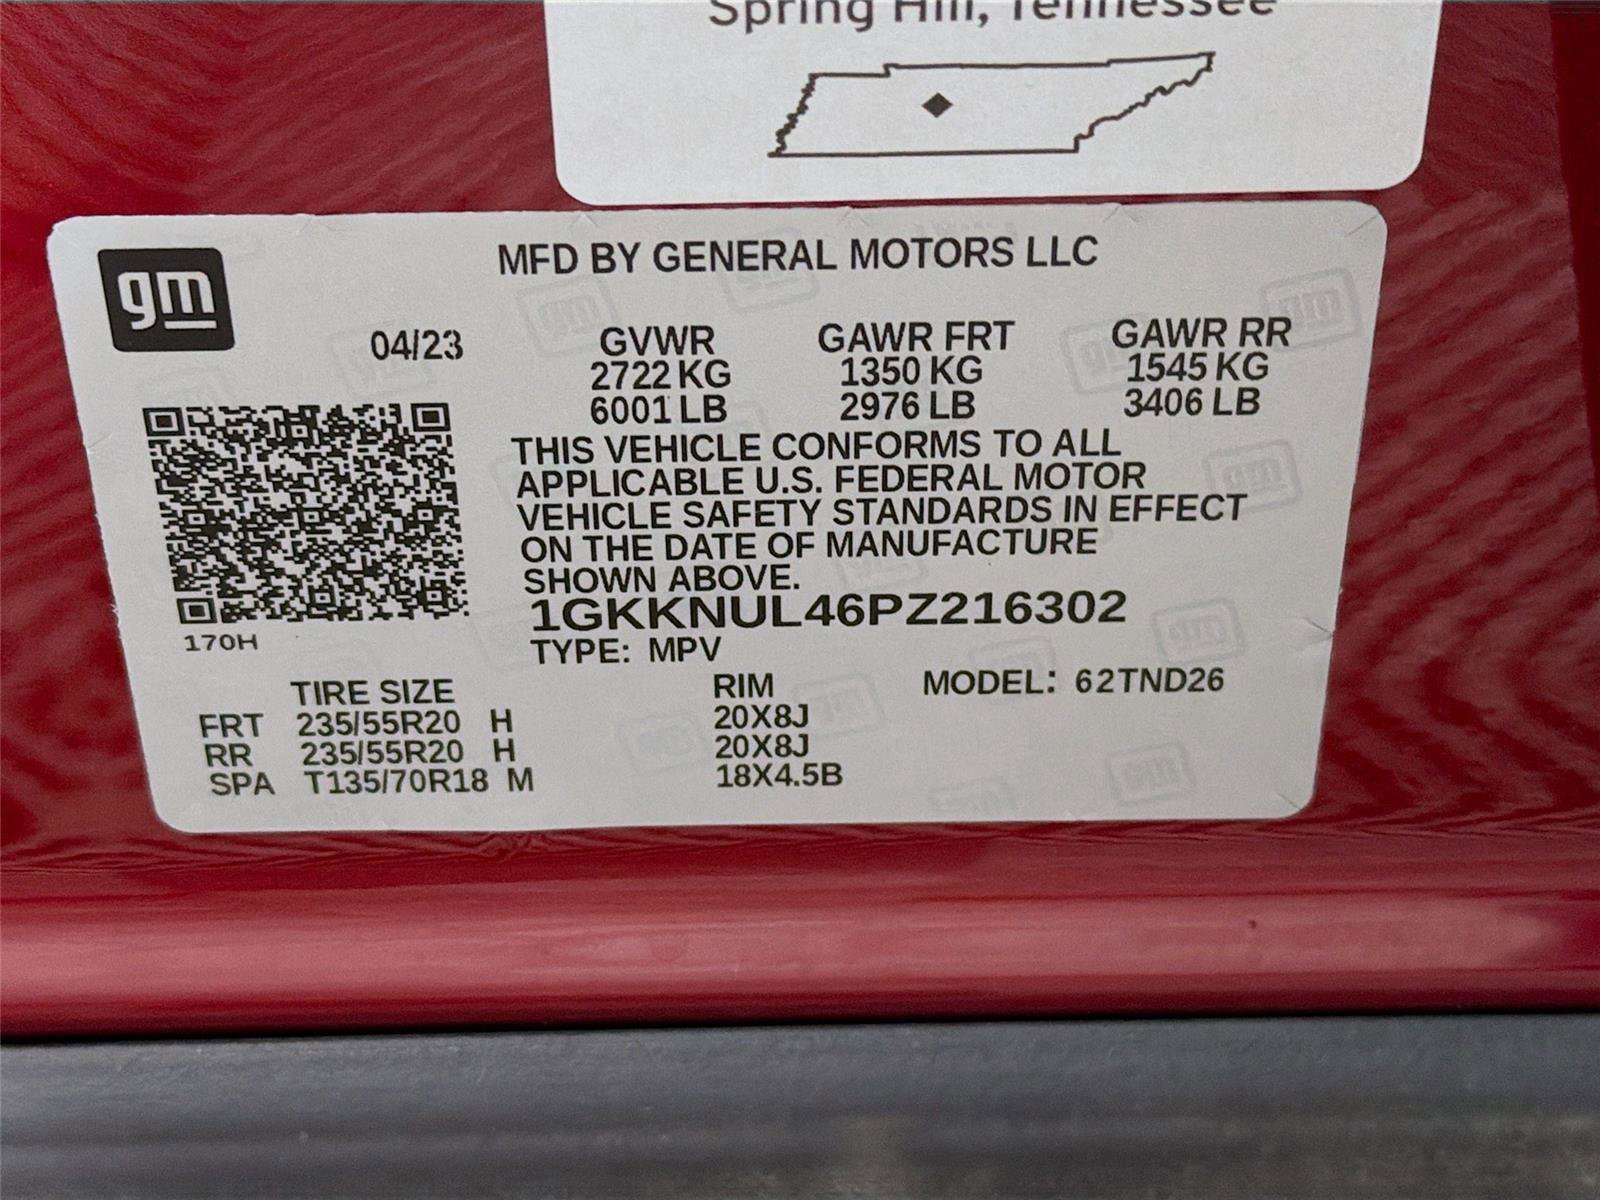 Spring Hill, Tennessee
gm
MFD BY GENERAL MOTORS LLC
04/23 GVWR GAWR FRT GAWR RR
2722 KG 1350 KG 1545 KG
6001 LB 2976 LB 3406 LB
THIS VEHICLE CONFORMS TO ALL
APPLICABLE U.S. FEDERAL MOTOR
VEHICLE SAFETY STANDARDS IN EFFECT
ON THE DATE OF MANUFACTURE
SHOWN ABOVE.
1GKKNUL46PZ216302
170H
TYPE: MPV
TIRE SIZE RIM MODEL: 62TND26
FRT 235/55R20 H 20X8J
RR 235/55R20 H 20X8J
SPA T135/70R18 M 18X4.5B